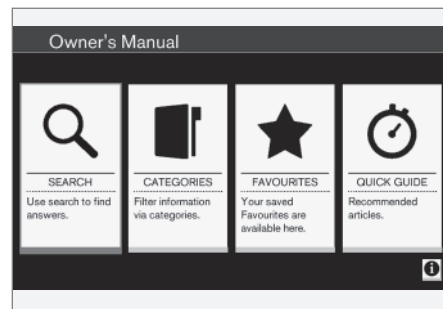 Owner's Manual
SEARCH
Use search to find
answers.
CATEGORIES
Filter information
via categories.
FAVOURITES
Your saved
Favourites are
available here.
QUICK GUIDE
Recommended
articles.